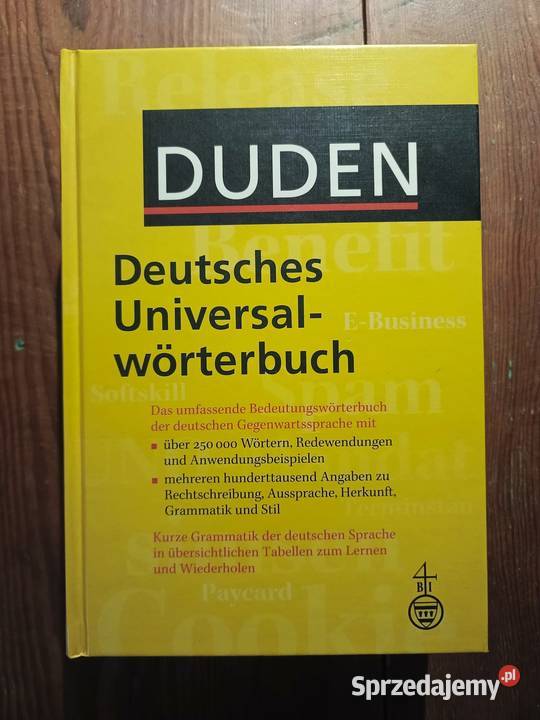 Release
DUDEN
Benefit
Deutsches
Universal-
E-Business
wörterbuch
Softskill
Spam
Das umfassende Bedeutungswörterbuch
der deutschen Gegenwartssprache mit
▪ über 250 000 Wörtern, Redewendungen
und Anwendungsbeispielen
▪ mehreren hunderttausend Angaben zu
Rechtschreibung, Aussprache, Herkunft,
Grammatik und Stil
Kurze Grammatik der deutschen Sprache
in übersichtlichen Tabellen zum Lernen
und Wiederholen
Paycard
Cookie
B I
Sprzedajemy.pl